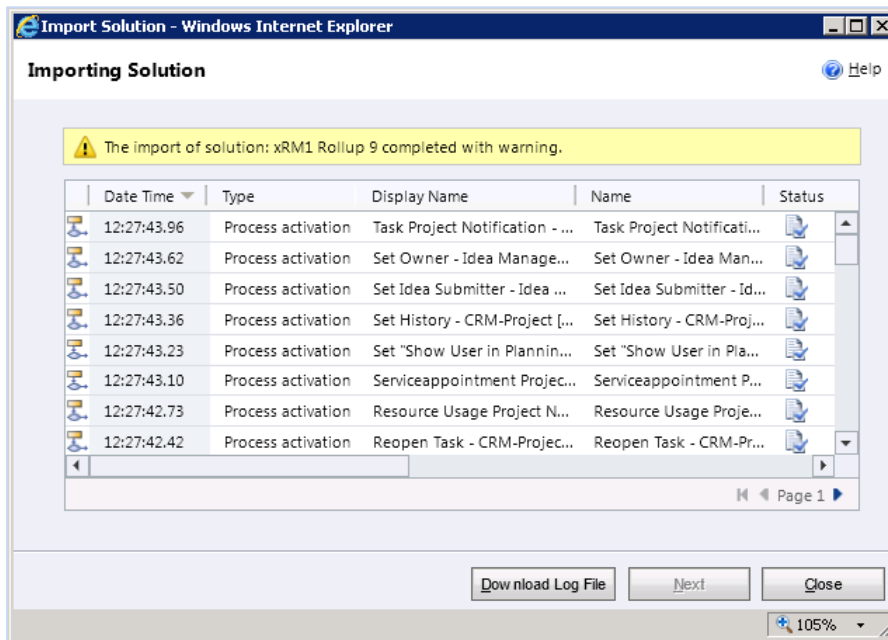 Import Solution - Windows Internet Explorer
Importing Solution
Help
The import of solution: xRM1 Rollup 9 completed with warning.
Date Time Type Display Name Name Status
12:27:43.96 Process activation Task Project Notification - ... Task Project Notificati...
12:27:43.62 Process activation Set Owner - Idea Manage... Set Owner - Idea Man...
12:27:43.50 Process activation Set Idea Submitter - Idea ... Set Idea Submitter - Id...
12:27:43.36 Process activation Set History - CRM-Project [... Set History - CRM-Proj...
12:27:43.23 Process activation Set "Show User in Plannin... Set "Show User in Pla...
12:27:43.10 Process activation Serviceappointment Projec... Serviceappointment P...
12:27:42.73 Process activation Resource Usage Project N... Resource Usage Proje...
12:27:42.42 Process activation Reopen Task - CRM-Projec... Reopen Task - CRM-Pr...
Page 1
Download Log File Next Close
105%